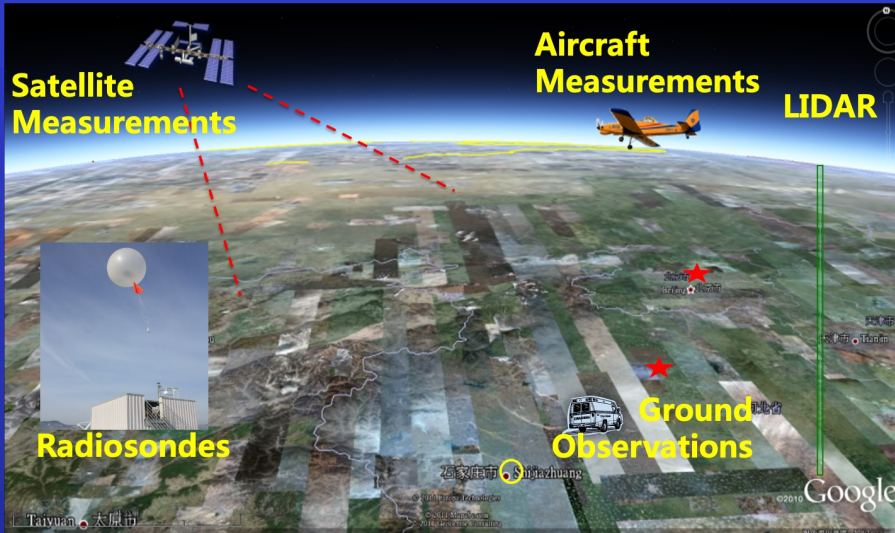 Satellite
Measurements
Aircraft
Measurements
LIDAR
Beijing
Tianjin
Radiosondes
Ground
Observations
石家庄市 Shijiazhuang
Taiyuan 太原市
©2010 Google